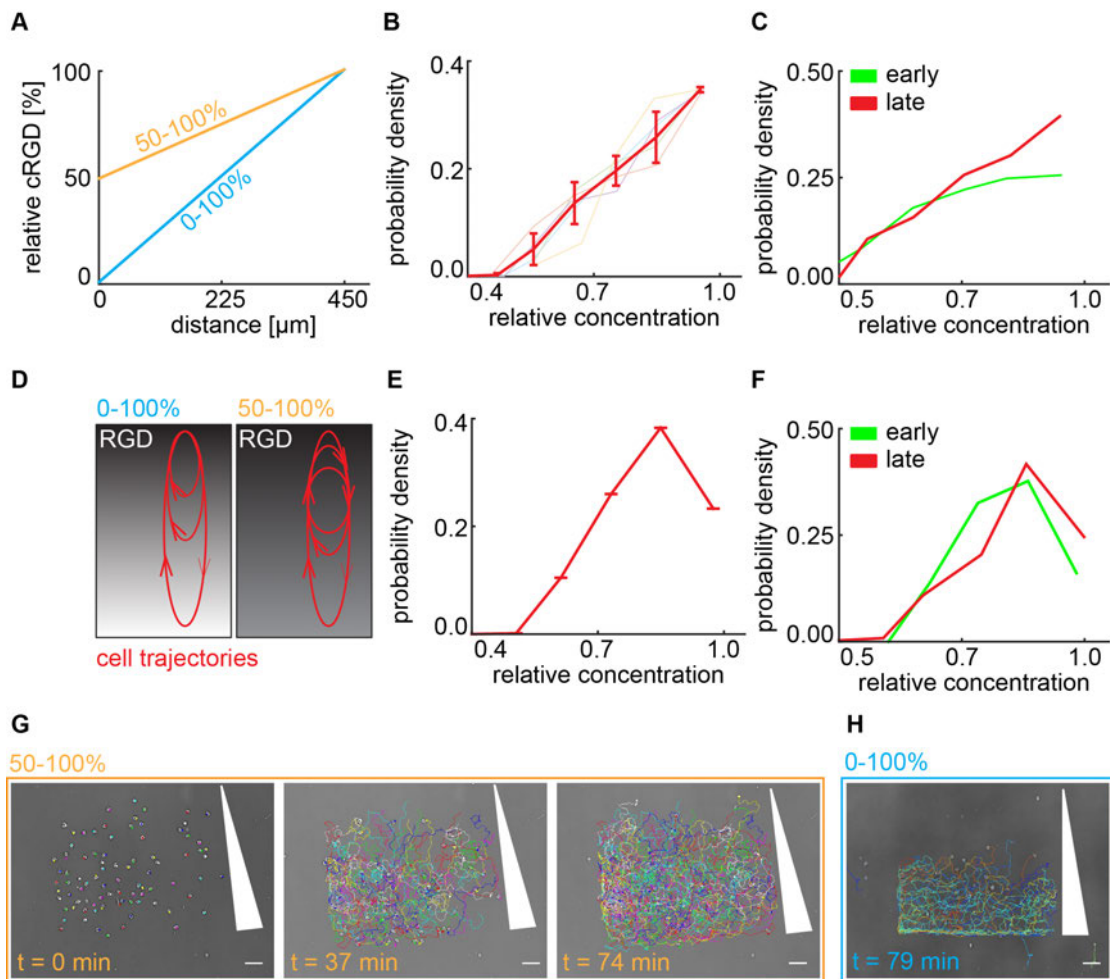 A
relative cRGD [%]
100
50
0
50-100%
0-100%
0
225
450
distance [µm]
B
probability density
0.4
0.2
0.0
0.4
0.7
1.0
relative concentration
C
early
late
probability density
0.50
0.25
0.00
0.5
0.7
1.0
relative concentration
D
0-100%
50-100%
RGD
RGD
cell trajectories
E
probability density
0.4
0.2
0.0
0.4
0.7
1.0
relative concentration
F
early
late
probability density
0.50
0.25
0.00
0.5
0.7
1.0
relative concentration
G
50-100%
t = 0 min
t = 37 min
t = 74 min
H
0-100%
t = 79 min